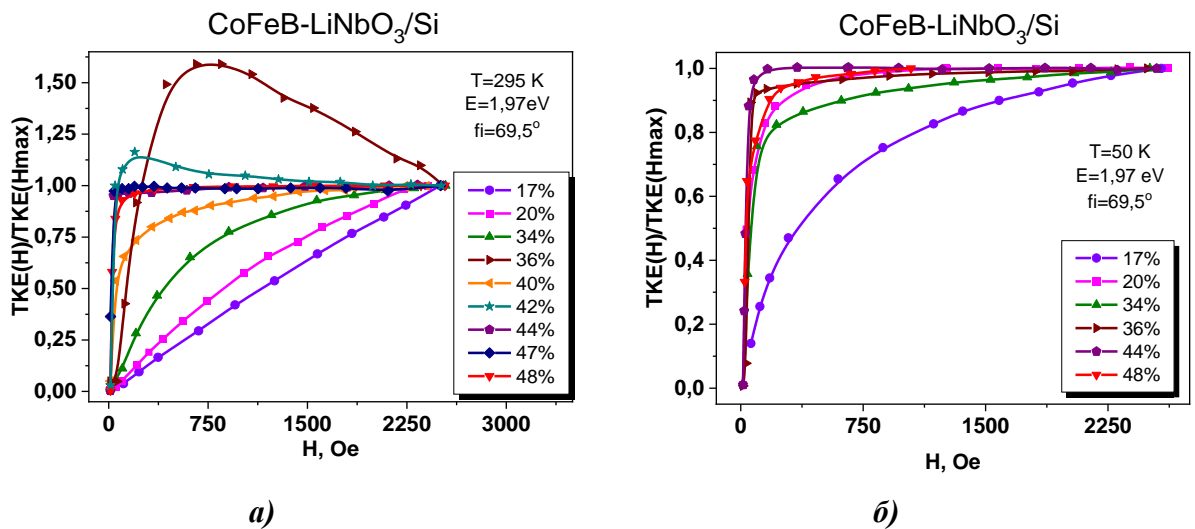 CoFeB-LiNbO₃/Si
TKE(H)/TKE(Hmax)
1,50
1,25
1,00
0,75
0,50
0,25
0,00
T=295 K
E=1,97eV
fi=69,5°
17%
20%
34%
36%
40%
42%
44%
47%
48%
0
750
1500
2250
3000
H, Oe
а)
CoFeB-LiNbO₃/Si
TKE(H)/TKE(Hmax)
1,0
0,8
0,6
0,4
0,2
0,0
T=50 K
E=1,97 eV
fi=69,5°
17%
20%
34%
36%
44%
48%
0
750
1500
2250
H, Oe
б)